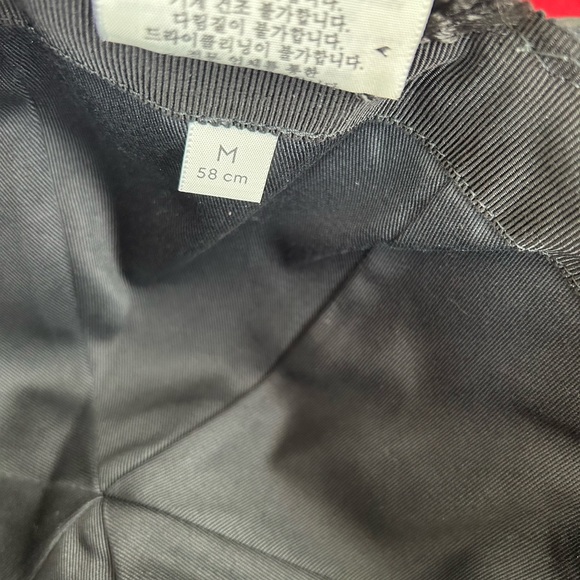 기계 건조 불가합니다.
다림질이 불가합니다.
드라이클리닝이 불가합니다.
M
58 cm